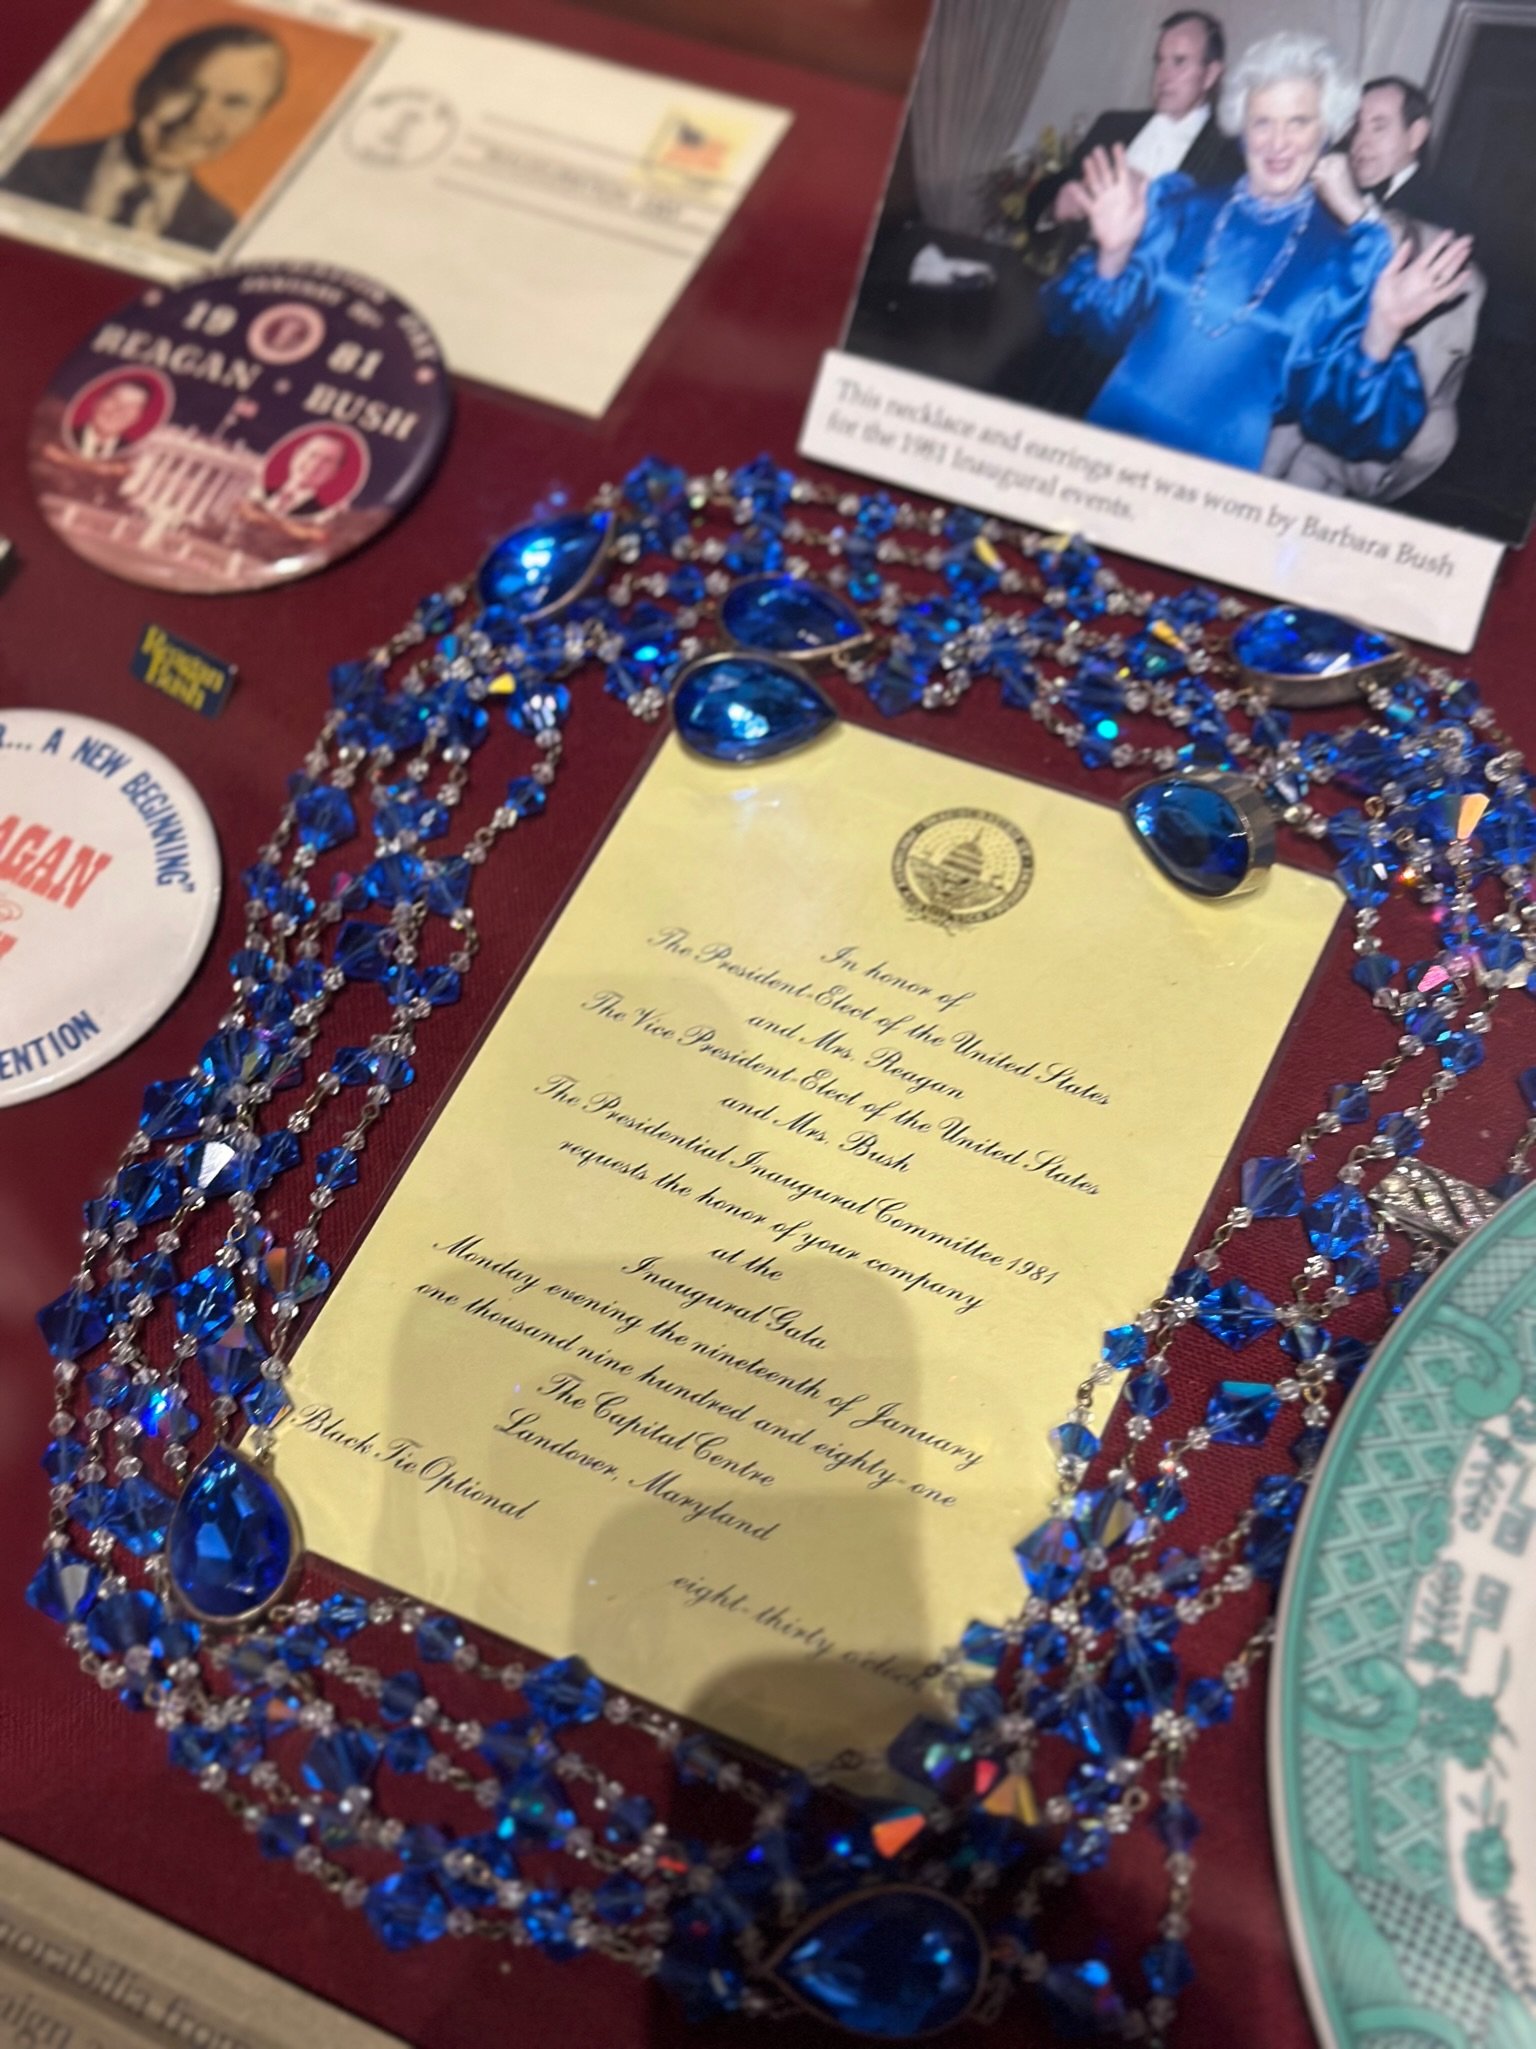 19 81
REAGAN • BUSH
This necklace and earrings set was worn by Barbara Bush
for the 1981 Inaugural events.
Reagan
Bush
A NEW BEGINNING"
In honor of
The President-Elect of the United States
and Mrs. Reagan
The Vice President-Elect of the United States
and Mrs. Bush
The Presidential Inaugural Committee 1981
requests the honor of your company
at the
Inaugural Gala
Monday evening the nineteenth of January
one thousand nine hundred and eighty-one
The Capital Centre
Landover, Maryland
Black Tie Optional
eight-thirty o'clock